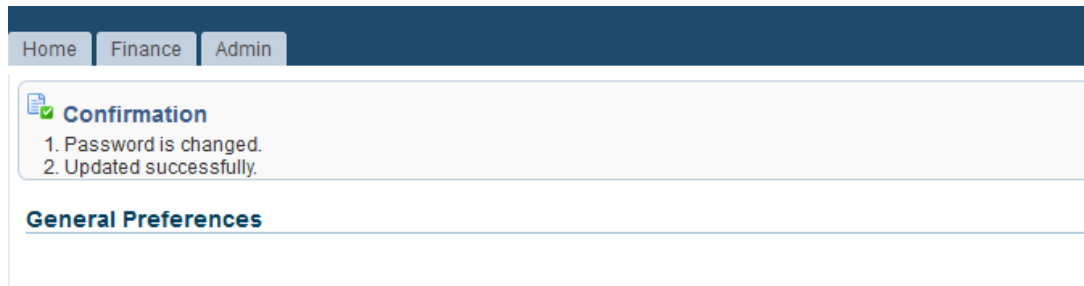 Home Finance Admin
Confirmation
1. Password is changed.
2. Updated successfully.
General Preferences